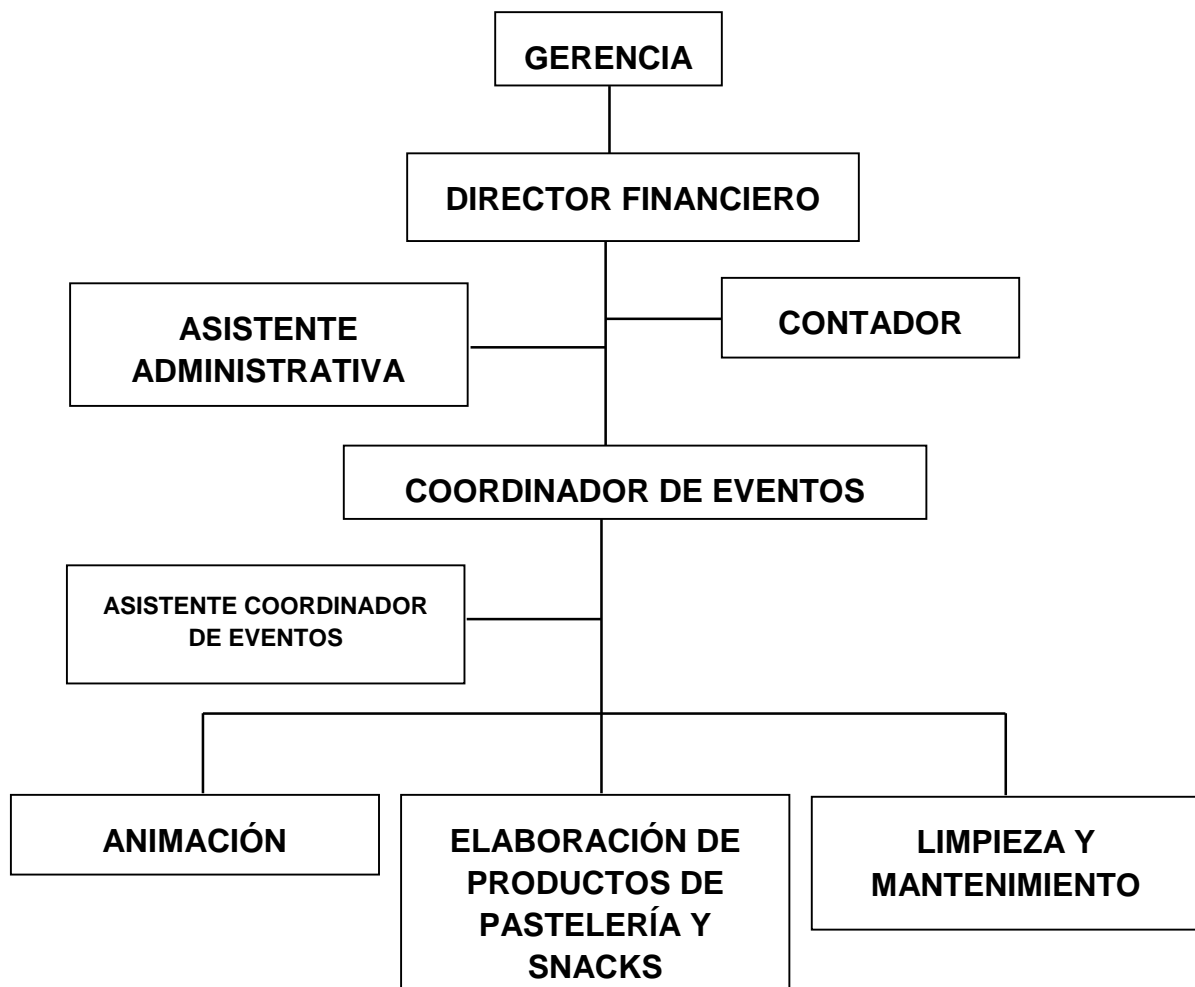 GERENCIA
DIRECTOR FINANCIERO
ASISTENTE
ADMINISTRATIVA
CONTADOR
COORDINADOR DE EVENTOS
ASISTENTE COORDINADOR
DE EVENTOS
ANIMACIÓN
ELABORACIÓN DE
PRODUCTOS DE
PASTELERÍA Y
SNACKS
LIMPIEZA Y
MANTENIMIENTO